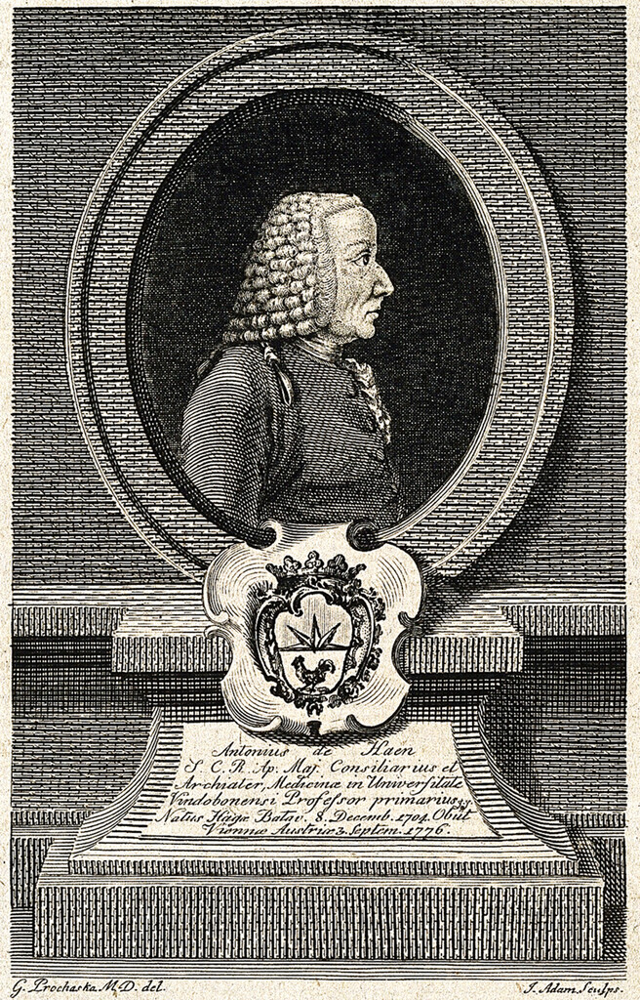 Antonius de Haen
S. C. R. Ap. Maj. Consiliarius et
Archiater, Medicinæ in Universitate
Vindobonensi Professor primarius
Natus Hagæ Batav. 8. Decemb. 1704. Obiit
Viennæ Austriæ 3. Septem. 1776.
G. Prochaska M.D. del.
J. Adam Sculps.